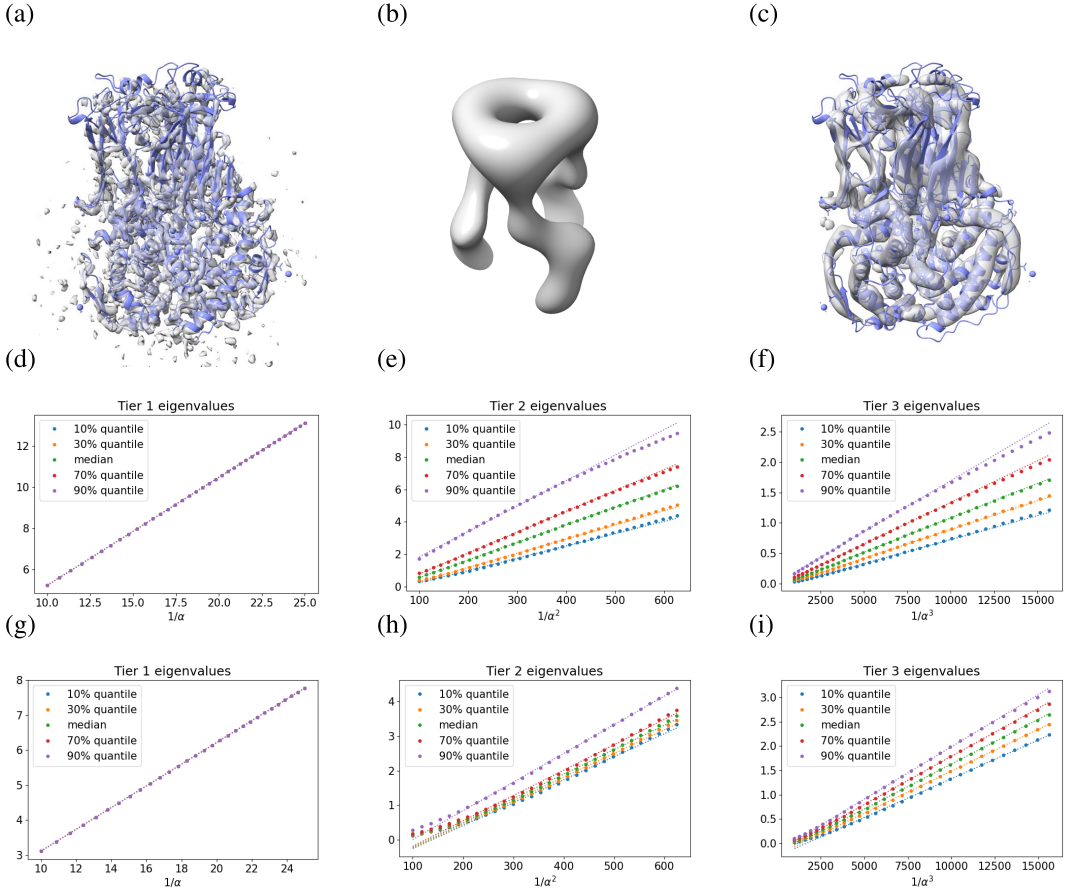 (a)
(b)
(c)
(d)
(e)
(f)
Tier 1 eigenvalues
10% quantile
30% quantile
median
70% quantile
90% quantile
12
10
8
6
10.0 12.5 15.0 17.5 20.0 22.5 25.0
1/α
Tier 2 eigenvalues
10% quantile
30% quantile
median
70% quantile
90% quantile
10
8
6
4
2
0
100 200 300 400 500 600
1/α²
Tier 3 eigenvalues
10% quantile
30% quantile
median
70% quantile
90% quantile
2.5
2.0
1.5
1.0
0.5
0.0
2500 5000 7500 10000 12500 15000
1/α³
(g)
(h)
(i)
Tier 1 eigenvalues
10% quantile
30% quantile
median
70% quantile
90% quantile
8
7
6
5
4
3
10 12 14 16 18 20 22 24
1/α
Tier 2 eigenvalues
10% quantile
30% quantile
median
70% quantile
90% quantile
4
3
2
1
0
100 200 300 400 500 600
1/α²
Tier 3 eigenvalues
10% quantile
30% quantile
median
70% quantile
90% quantile
3.0
2.5
2.0
1.5
1.0
0.5
0.0
2500 5000 7500 10000 12500 15000
1/α³